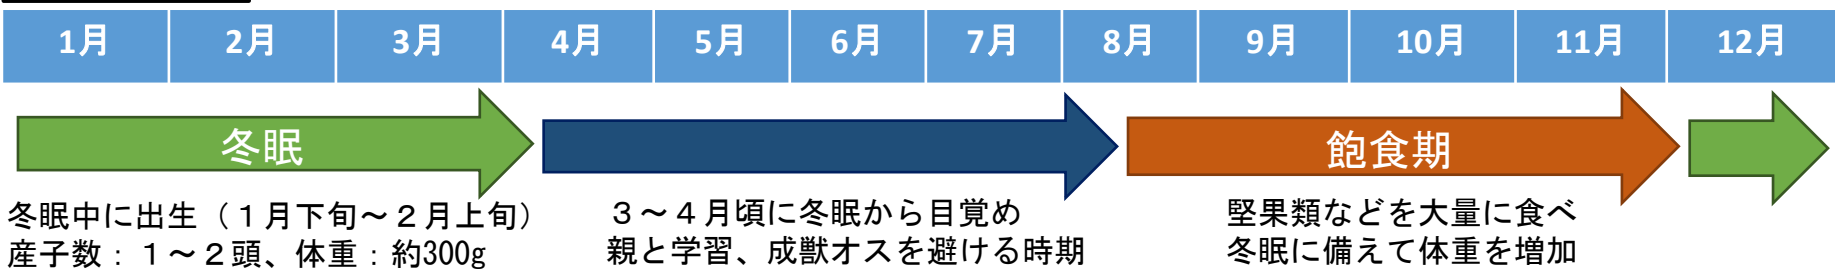 1月 2月 3月 4月 5月 6月 7月 8月 9月 10月 11月 12月
冬眠
飽食期
冬眠中に出生（１月下旬～２月上旬）
産子数：１～２頭、体重：約300g
３～４月頃に冬眠から目覚め
親と学習、成獣オスを避ける時期
堅果類などを大量に食べ
冬眠に備えて体重を増加